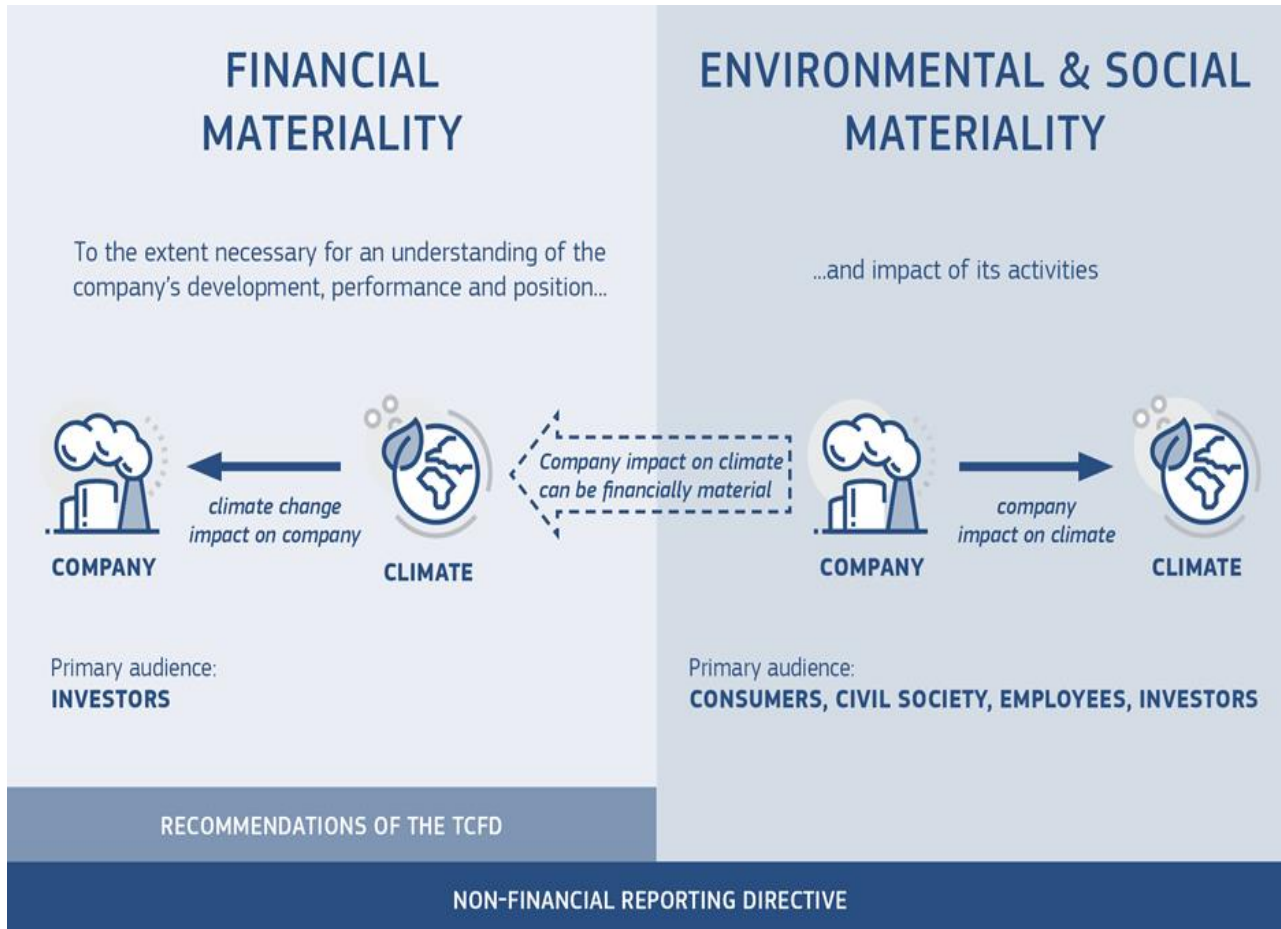 FINANCIAL
MATERIALITY
To the extent necessary for an understanding of the
company's development, performance and position...
climate change
impact on company
COMPANY
CLIMATE
Primary audience:
INVESTORS
RECOMMENDATIONS OF THE TCFD
Company impact on climate
can be financially material
ENVIRONMENTAL & SOCIAL
MATERIALITY
...and impact of its activities
company
impact on climate
COMPANY
CLIMATE
Primary audience:
CONSUMERS, CIVIL SOCIETY, EMPLOYEES, INVESTORS
NON-FINANCIAL REPORTING DIRECTIVE